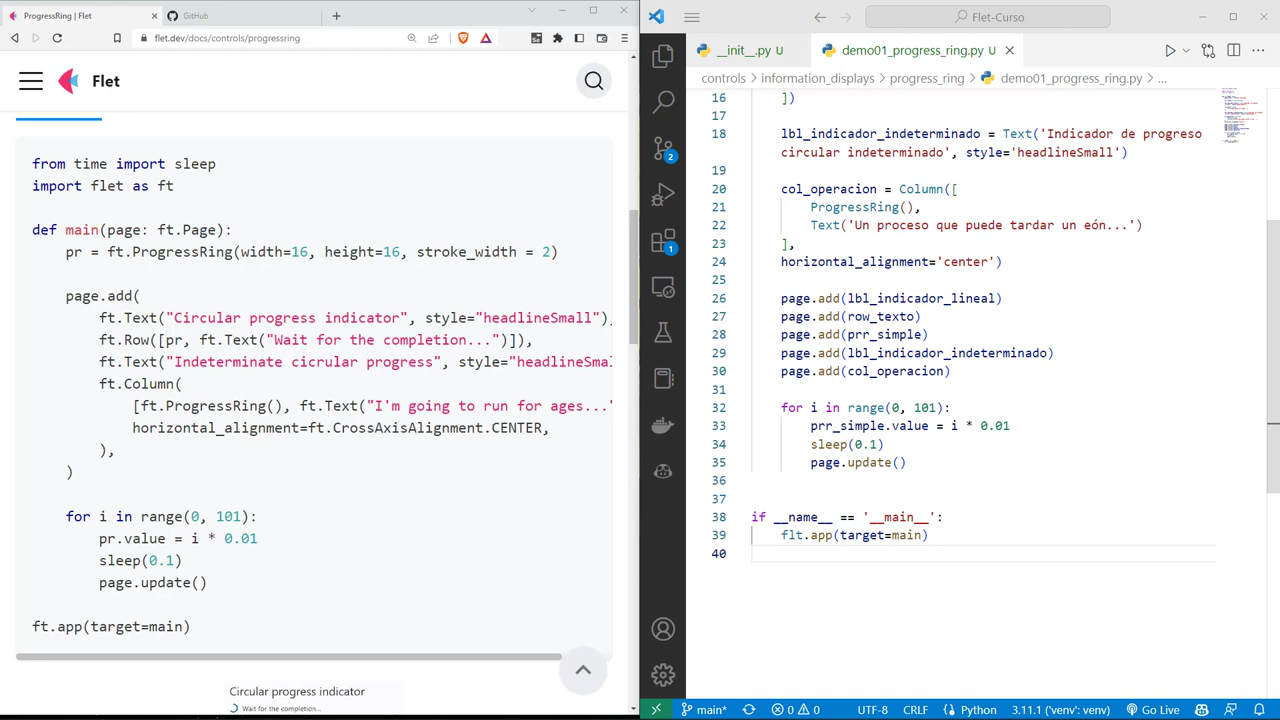 ProgressRing | Flet
GitHub
flet.dev/docs/controls/progressring
Flet
from time import sleep
import flet as ft
def main(page: ft.Page):
pr = ft.ProgressRing(width=16, height=16, stroke_width = 2)
page.add(
ft.Text("Circular progress indicator", style="headlineSmall"),
ft.Row([pr, ft.Text("Wait for the completion...")]),
ft.Text("Indeterminate cicrular progress", style="headlineSma
ft.Column(
[ft.ProgressRing(), ft.Text("I'm going to run for ages..."
horizontal_alignment=ft.CrossAxisAlignment.CENTER,
),
)
for i in range(0, 101):
pr.value = i * 0.01
sleep(0.1)
page.update()
ft.app(target=main)
Circular progress indicator
Wait for the completion...
Flet-Curso
__init__.py U
demo01_progress_ring.py U
controls > information_displays > progress_ring > demo01_progress_ring.py > ...
16 ])
17
18 lbl_indicador_indeterminado = Text('Indicador de progreso
circular indeterminado', style='headlineSmall')
19
20 col_operacion = Column([
21 ProgressRing(),
22 Text('Un proceso que puede tardar un eón...')
23 ],
24 horizontal_alignment='center')
25
26 page.add(lbl_indicador_lineal)
27 page.add(row_texto)
28 page.add(prr_simple)
29 page.add(lbl_indicador_indeterminado)
30 page.add(col_operacion)
31
32 for i in range(0, 101):
33 prr_simple.value = i * 0.01
34 sleep(0.1)
35 page.update()
36
37
38 if __name__ == '__main__':
39 flt.app(target=main)
40
2
1
main*
0
0
UTF-8
CRLF
Python
3.11.1 ('venv': venv)
Go Live